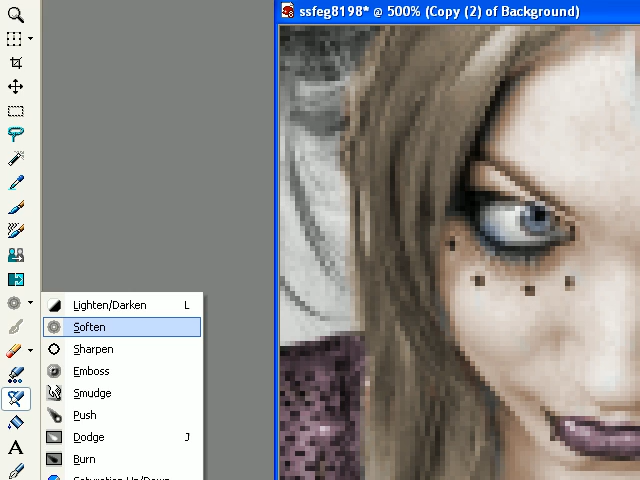 ssfeg8198* @ 500% (Copy (2) of Background)
Lighten/Darken L
Soften
Sharpen
Emboss
Smudge
Push
Dodge J
Burn
Saturation Up/Down
A